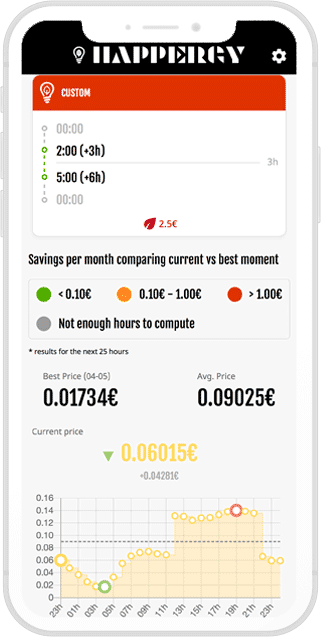 HAPPERGY
CUSTOM
00:00
2:00 (+3h)
3h
5:00 (+6h)
00:00
2.5€
Savings per month comparing current vs best moment
< 0.10€ 0.10€ - 1.00€ > 1.00€
Not enough hours to compute
* results for the next 25 hours
Best Price (04-05) Avg. Price
0.01734€ 0.09025€
Current price
0.06015€
+0.04281€
0.16
0.14
0.12
0.10
0.08
0.06
0.04
0.02
0
23h 01h 03h 05h 07h 09h 11h 13h 15h 17h 19h 21h 23h